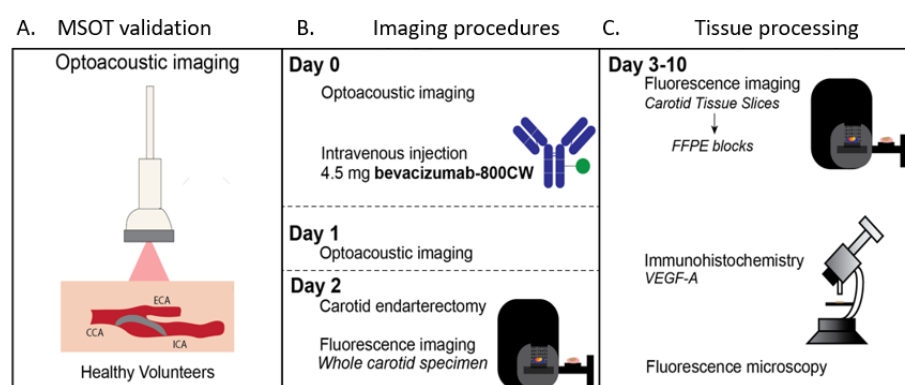 A. MSOT validation
Optoacoustic imaging
ECA
CCA
ICA
Healthy Volunteers
B. Imaging procedures
Day 0
Optoacoustic imaging
Intravenous injection
4.5 mg bevacizumab-800CW
Day 1
Optoacoustic imaging
Day 2
Carotid endarterectomy
Fluorescence imaging
Whole carotid specimen
C. Tissue processing
Day 3-10
Fluorescence imaging
Carotid Tissue Slices
FFPE blocks
Immunohistochemistry
VEGF-A
Fluorescence microscopy